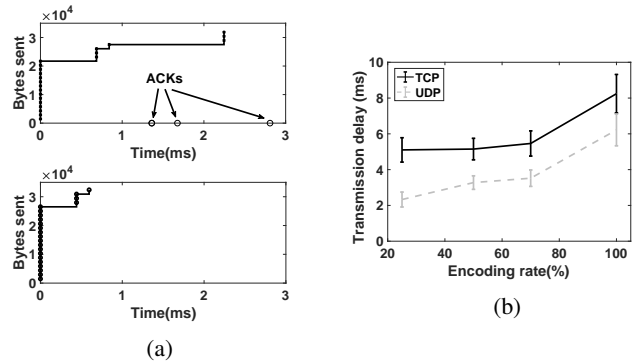 ×10⁴
3
2
1
0
Bytes sent
ACKs
0 1 2 3
Time(ms)
×10⁴
3
2
1
0
Bytes sent
0 1 2 3
Time(ms)
(a)
10
8
6
4
2
0
Transmission delay (ms)
TCP
UDP
20 40 60 80 100
Encoding rate(%)
(b)